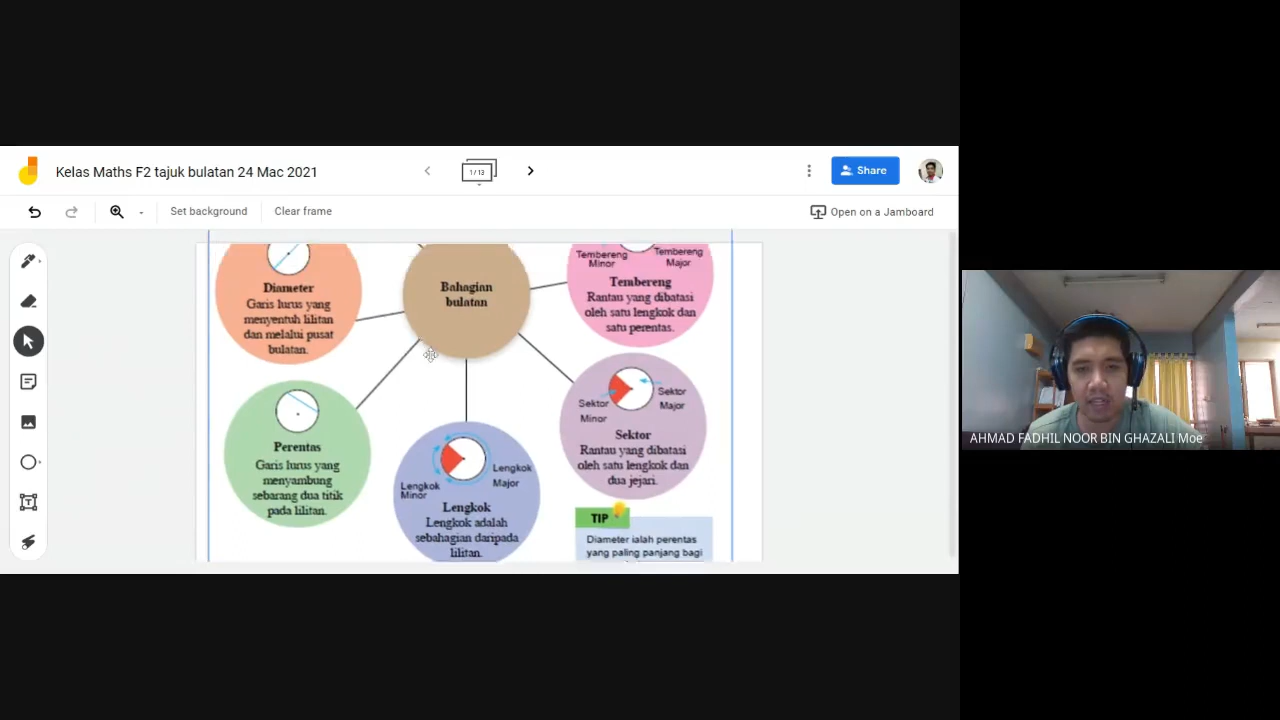 Kelas Maths F2 tajuk bulatan 24 Mac 2021
1 / 13
Share
Set background
Clear frame
Open on a Jamboard
Diameter
Garis lurus yang
menyentuh lilitan
dan melalui pusat
bulatan.
Bahagian
bulatan
Tembereng
Minor
Tembereng
Major
Tembereng
Rantau yang dibatasi
oleh satu lengkok dan
satu perentas.
Perentas
Garis lurus yang
menyambung
sebarang dua titik
pada lilitan.
Lengkok
Minor
Lengkok
Major
Lengkok
Lengkok adalah
sebahagian daripada
lilitan.
Sektor
Minor
Sektor
Major
Sektor
Rantau yang dibatasi
oleh satu lengkok dan
dua jejari.
TIP
Diameter ialah perentas
yang paling panjang bagi
AHMAD FADHIL NOOR BIN GHAZALI Moe